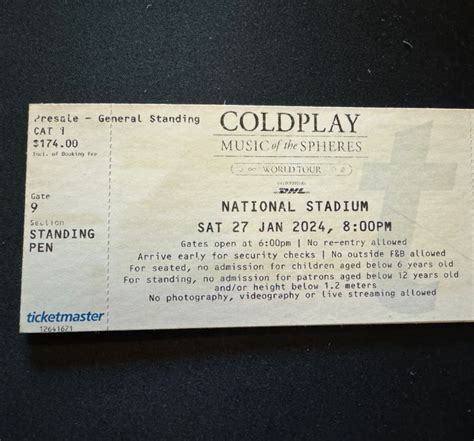 Presale - General Standing
CAT 1
$174.00
Incl. of Booking Fee
Gate
9
Section
STANDING
PEN
ticketmaster
12641621
COLDPLAY
MUSIC of the SPHERES
WORLD TOUR
DHL
NATIONAL STADIUM
SAT 27 JAN 2024, 8:00PM
Gates open at 6:00pm | No re-entry allowed
Arrive early for security checks | No outside F&B allowed
For seated, no admission for children aged below 6 years old
For standing, no admission for patrons aged below 12 years old
and/or height below 1.2 meters
No photography, videography or live streaming allowed